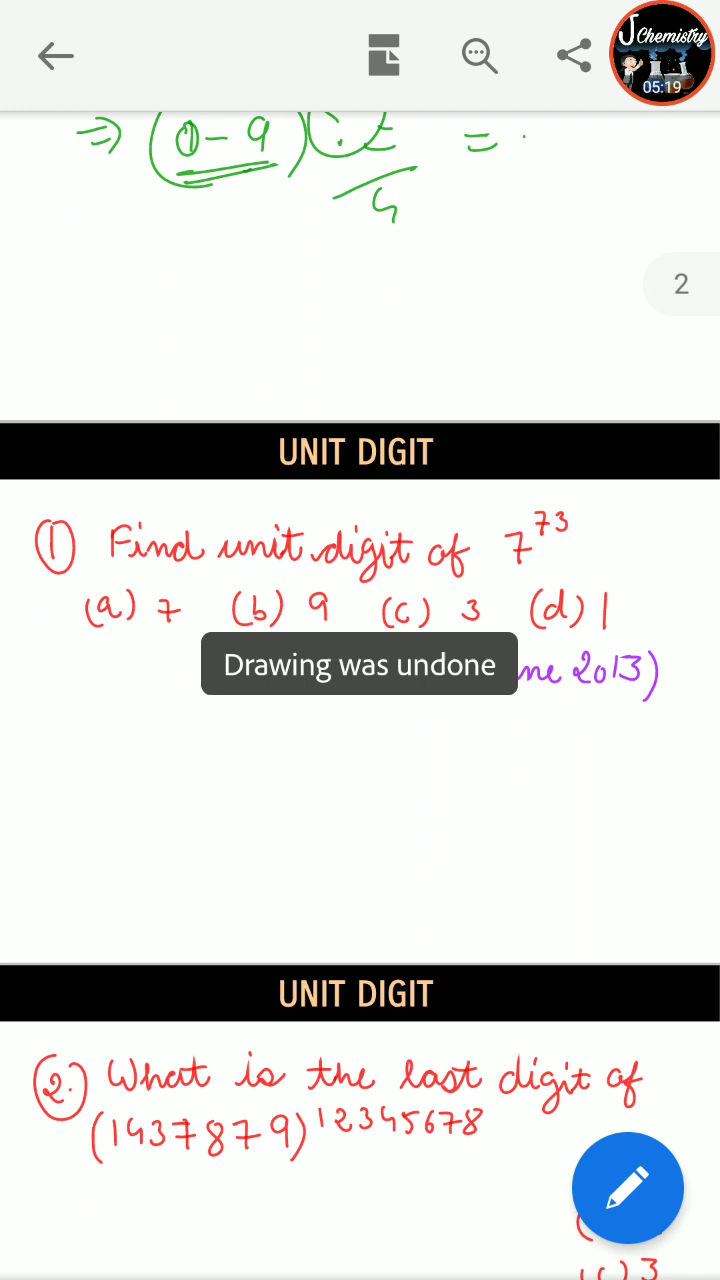 J Chemistry
05:19
⇒ (0-9)
4
=
2
UNIT DIGIT
① Find unit digit of 7^73
(a) 7 (b) 9 (c) 3 (d) 1
Drawing was undone
ne 2013)
UNIT DIGIT
②. What is the last digit of
(1437879)^12345678
(c) 3